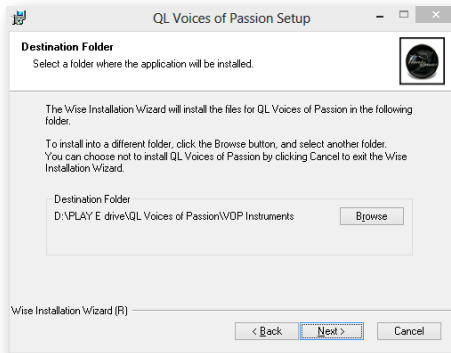 QL Voices of Passion Setup
Destination Folder
Select a folder where the application will be installed.
The Wise Installation Wizard will install the files for QL Voices of Passion in the following
folder.
To install into a different folder, click the Browse button, and select another folder.
You can choose not to install QL Voices of Passion by clicking Cancel to exit the Wise
Installation Wizard.
Destination Folder
D:\PLAY E drive\QL Voices of Passion\VOP Instruments
Browse
Wise Installation Wizard (R)
< Back
Next >
Cancel